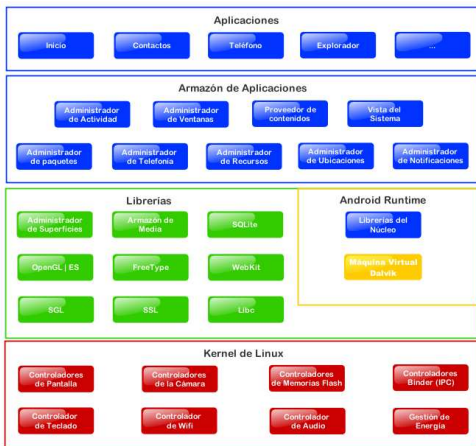 Aplicaciones
Inicio
Contactos
Teléfono
Explorador
...
Armazón de Aplicaciones
Administrador
de Actividad
Administrador
de Ventanas
Proveedor de
contenidos
Vista del
Sistema
Administrador
de paquetes
Administrador
de Telefonía
Administrador
de Recursos
Administrador
de Ubicaciones
Administrador
de Notificaciones
Librerías
Administrador
de Superficies
Armazón de
Media
SQLite
OpenGL | ES
FreeType
WebKit
SGL
SSL
Libc
Android Runtime
Librerías del
Núcleo
Máquina Virtual
Dalvik
Kernel de Linux
Controladores
de Pantalla
Controladores
de la Cámara
Controladores
de Memorias Flash
Controladores
Binder (IPC)
Controlador
de Teclado
Controlador
de Wifi
Controlador
de Audio
Gestión de
Energía